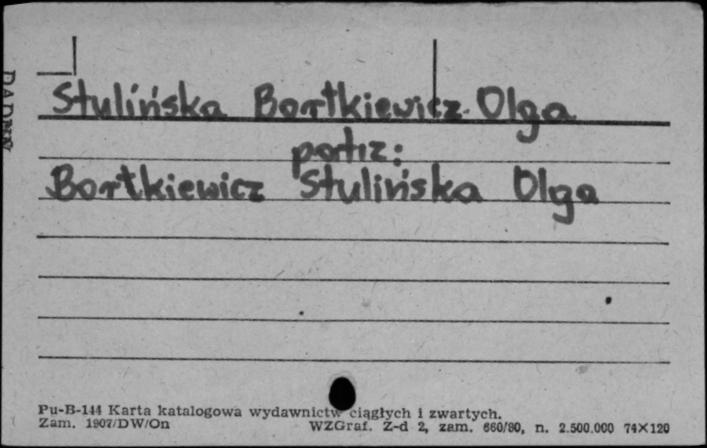 Stulińska Bortkiewicz Olga
patrz:
Bortkiewicz Stulińska Olga
Pu-B-144 Karta katalogowa wydawnictw ciągłych i zwartych.
Zam. 1907/DW/On WZGraf. Z-d 2, zam. 660/80, n. 2.500.000 74×120